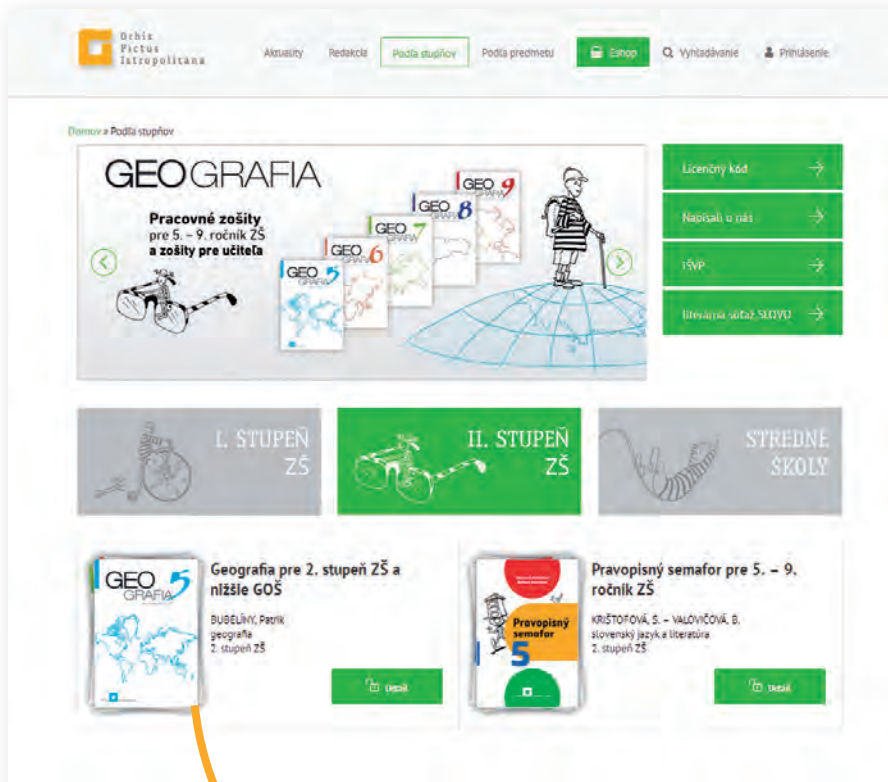 Orbis
Pictus
Istropolitana
Aktuality
Redakcia
Podľa stupňov
Podľa predmetu
Eshop
Vyhľadávanie
Prihlásenie
Domov » Podľa stupňov
GEOGRAFIA
Pracovné zošity
pre 5. – 9. ročník ZŠ
a zošity pre učiteľa
GEO 5
GEO 6
GEO 7
GEO 8
GEO 9
Licenčný kód
Napísali o nás
IŠVP
literárna súťaž SLOVO
I. STUPEŇ
ZŠ
II. STUPEŇ
ZŠ
STREDNÉ
ŠKOLY
GEO 5
GRAFIA
Geografia pre 2. stupeň ZŠ a
nižšie GOŠ
BUBELÍNY, Patrik
geografia
2. stupeň ZŠ
Detail
Pravopisný
semafor
5
Pravopisný semafor pre 5. – 9.
ročník ZŠ
KRIŠTOFOVÁ, S. – VALOVIČOVÁ, B.
slovenský jazyk a literatúra
2. stupeň ZŠ
Detail